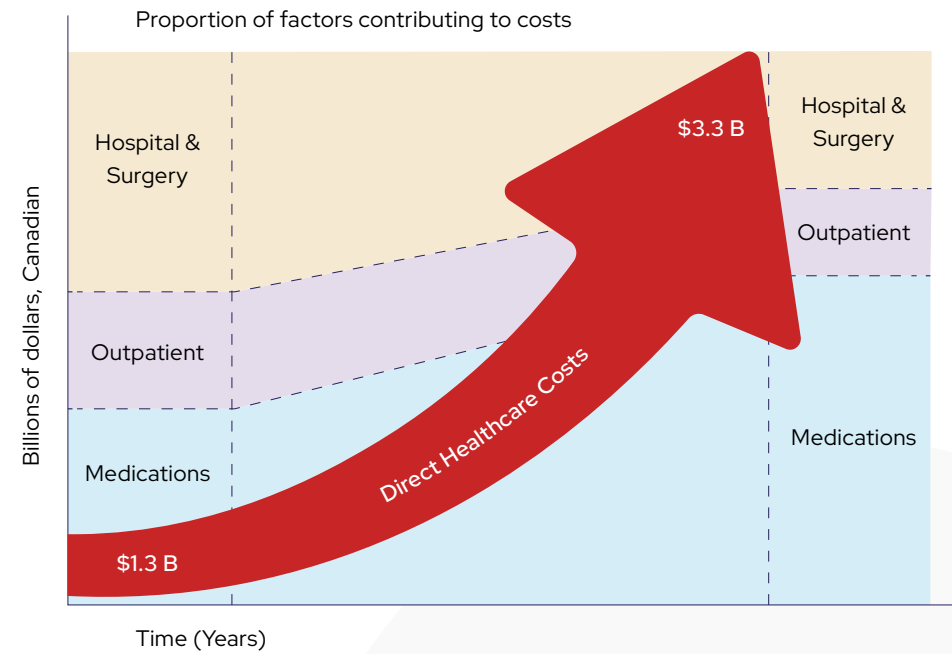 Proportion of factors contributing to costs
Billions of dollars, Canadian
Hospital &
Surgery
Outpatient
Medications
$1.3 B
Direct Healthcare Costs
$3.3 B
Hospital &
Surgery
Outpatient
Medications
Time (Years)